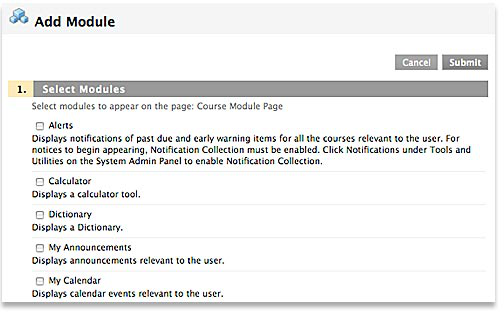 Add Module
Cancel Submit
1. Select Modules
Select modules to appear on the page: Course Module Page
Alerts
Displays notifications of past due and early warning items for all the courses relevant to the user. For
notices to begin appearing, Notification Collection must be enabled. Click Notifications under Tools and
Utilities on the System Admin Panel to enable Notification Collection.
Calculator
Displays a calculator tool.
Dictionary
Displays a Dictionary.
My Announcements
Displays announcements relevant to the user.
My Calendar
Displays calendar events relevant to the user.